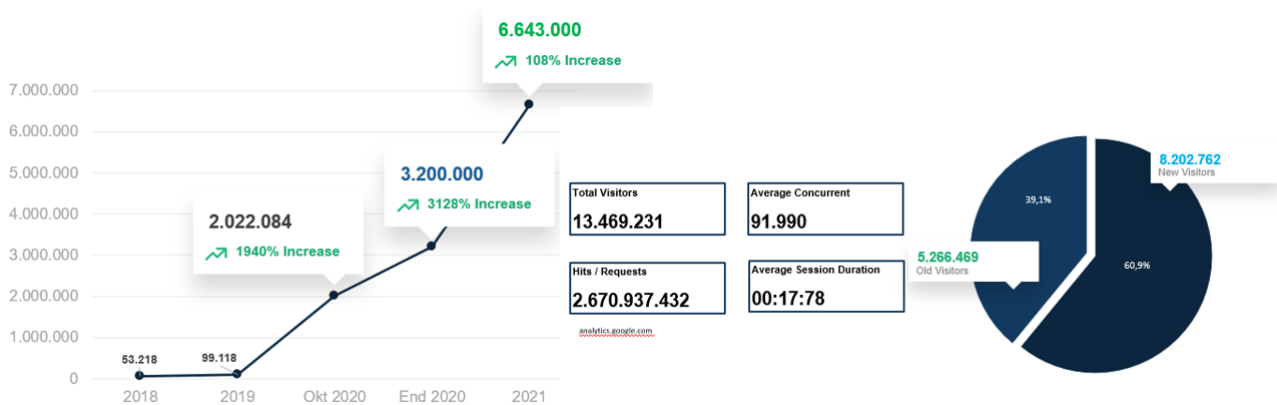 6.643.000
108% Increase
7.000.000
6.000.000
5.000.000
4.000.000
3.000.000
2.000.000
1.000.000
0
3.200.000
3128% Increase
2.022.084
1940% Increase
53.218
99.118
2018
2019
Okt 2020
End 2020
2021
Total Visitors
13.469.231
Average Concurrent
91.990
Hits / Requests
2.670.937.432
Average Session Duration
00:17:78
analytics.google.com
8.202.762
New Visitors
39,1%
5.266.469
Old Visitors
60,9%